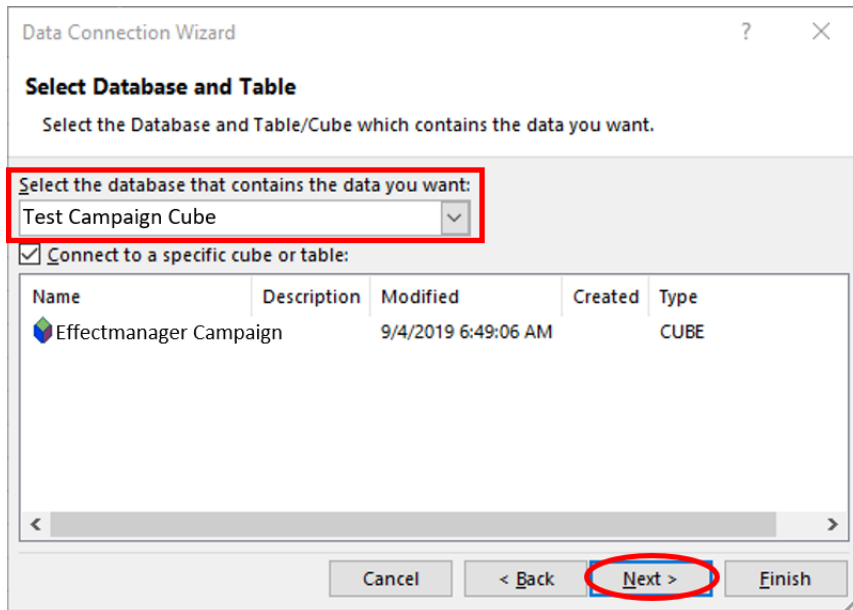 Data Connection Wizard ?
Select Database and Table
Select the Database and Table/Cube which contains the data you want.
Select the database that contains the data you want:
Test Campaign Cube
Connect to a specific cube or table:
Name Description Modified Created Type
Effectmanager Campaign 9/4/2019 6:49:06 AM CUBE
Cancel < Back Next > Finish